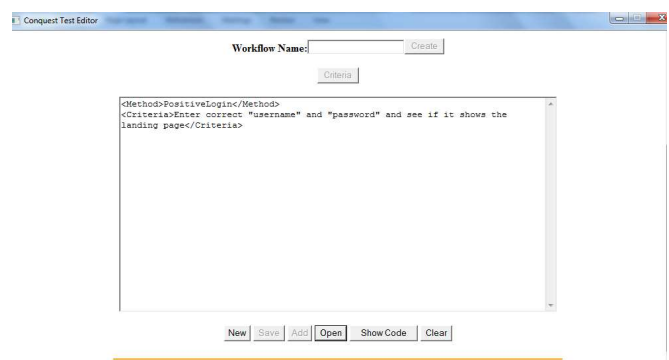 Conquest Test Editor
Workflow Name: Create
Criteria
<Method>PositiveLogin</Method>
<Criteria>Enter correct "username" and "password" and see if it shows the
landing page</Criteria>
New Save Add Open Show Code Clear